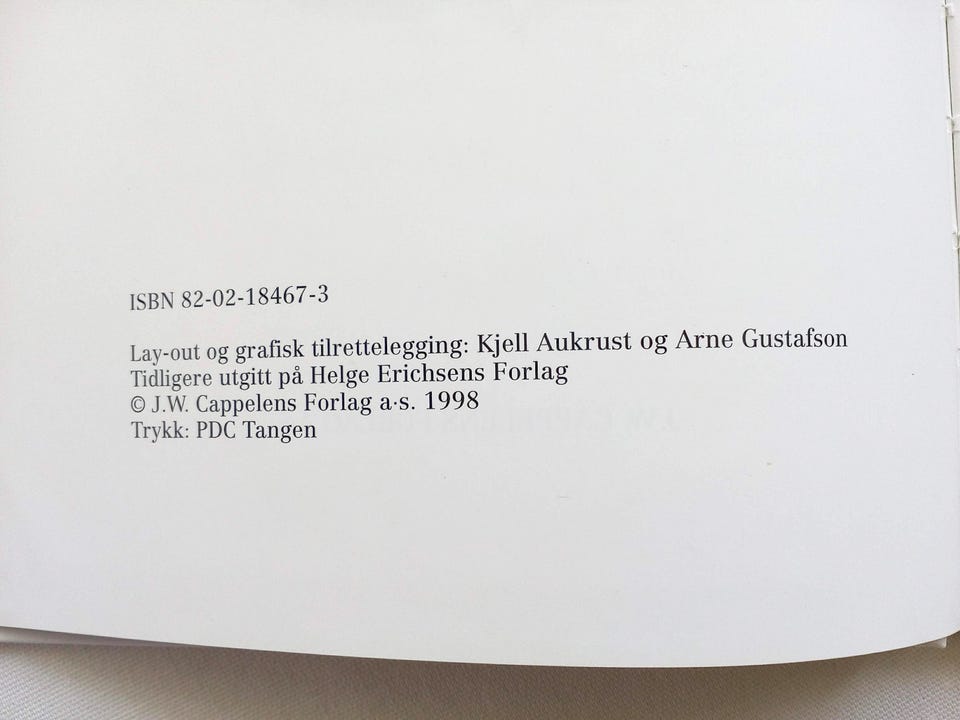 ISBN 82-02-18467-3
Lay-out og grafisk tilrettelegging: Kjell Aukrust og Arne Gustafson
Tidligere utgitt på Helge Erichsens Forlag
© J.W. Cappelens Forlag a·s. 1998
Trykk: PDC Tangen